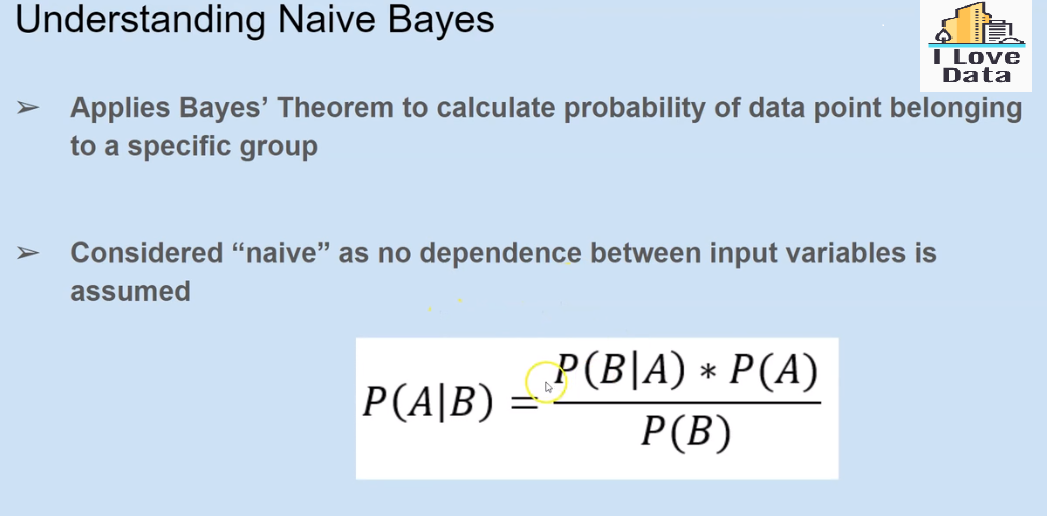 Understanding Naive Bayes
I Love
Data
➢ Applies Bayes’ Theorem to calculate probability of data point belonging
to a specific group
➢ Considered “naive” as no dependence between input variables is
assumed
P(B|A) ∗ P(A)
P(A|B) =
P(B)